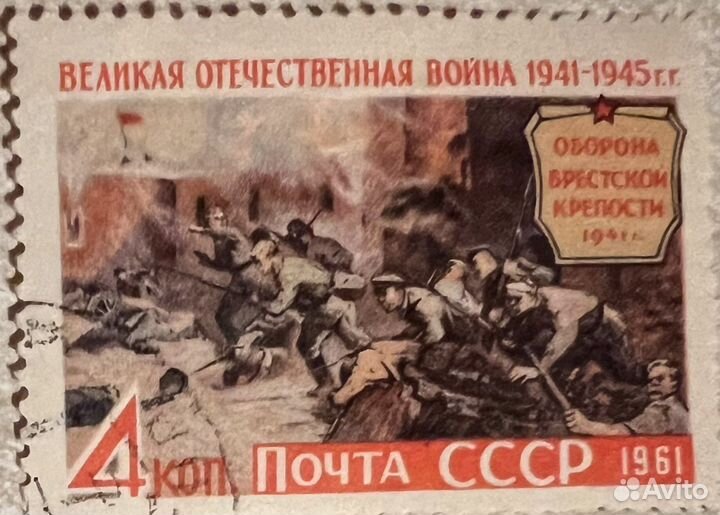 ВЕЛИКАЯ ОТЕЧЕСТВЕННАЯ ВОЙНА 1941-1945 г.г.
ОБОРОНА
БРЕСТСКОЙ
КРЕПОСТИ
1941 г.
4 КОП ПОЧТА СССР 1961
Avito